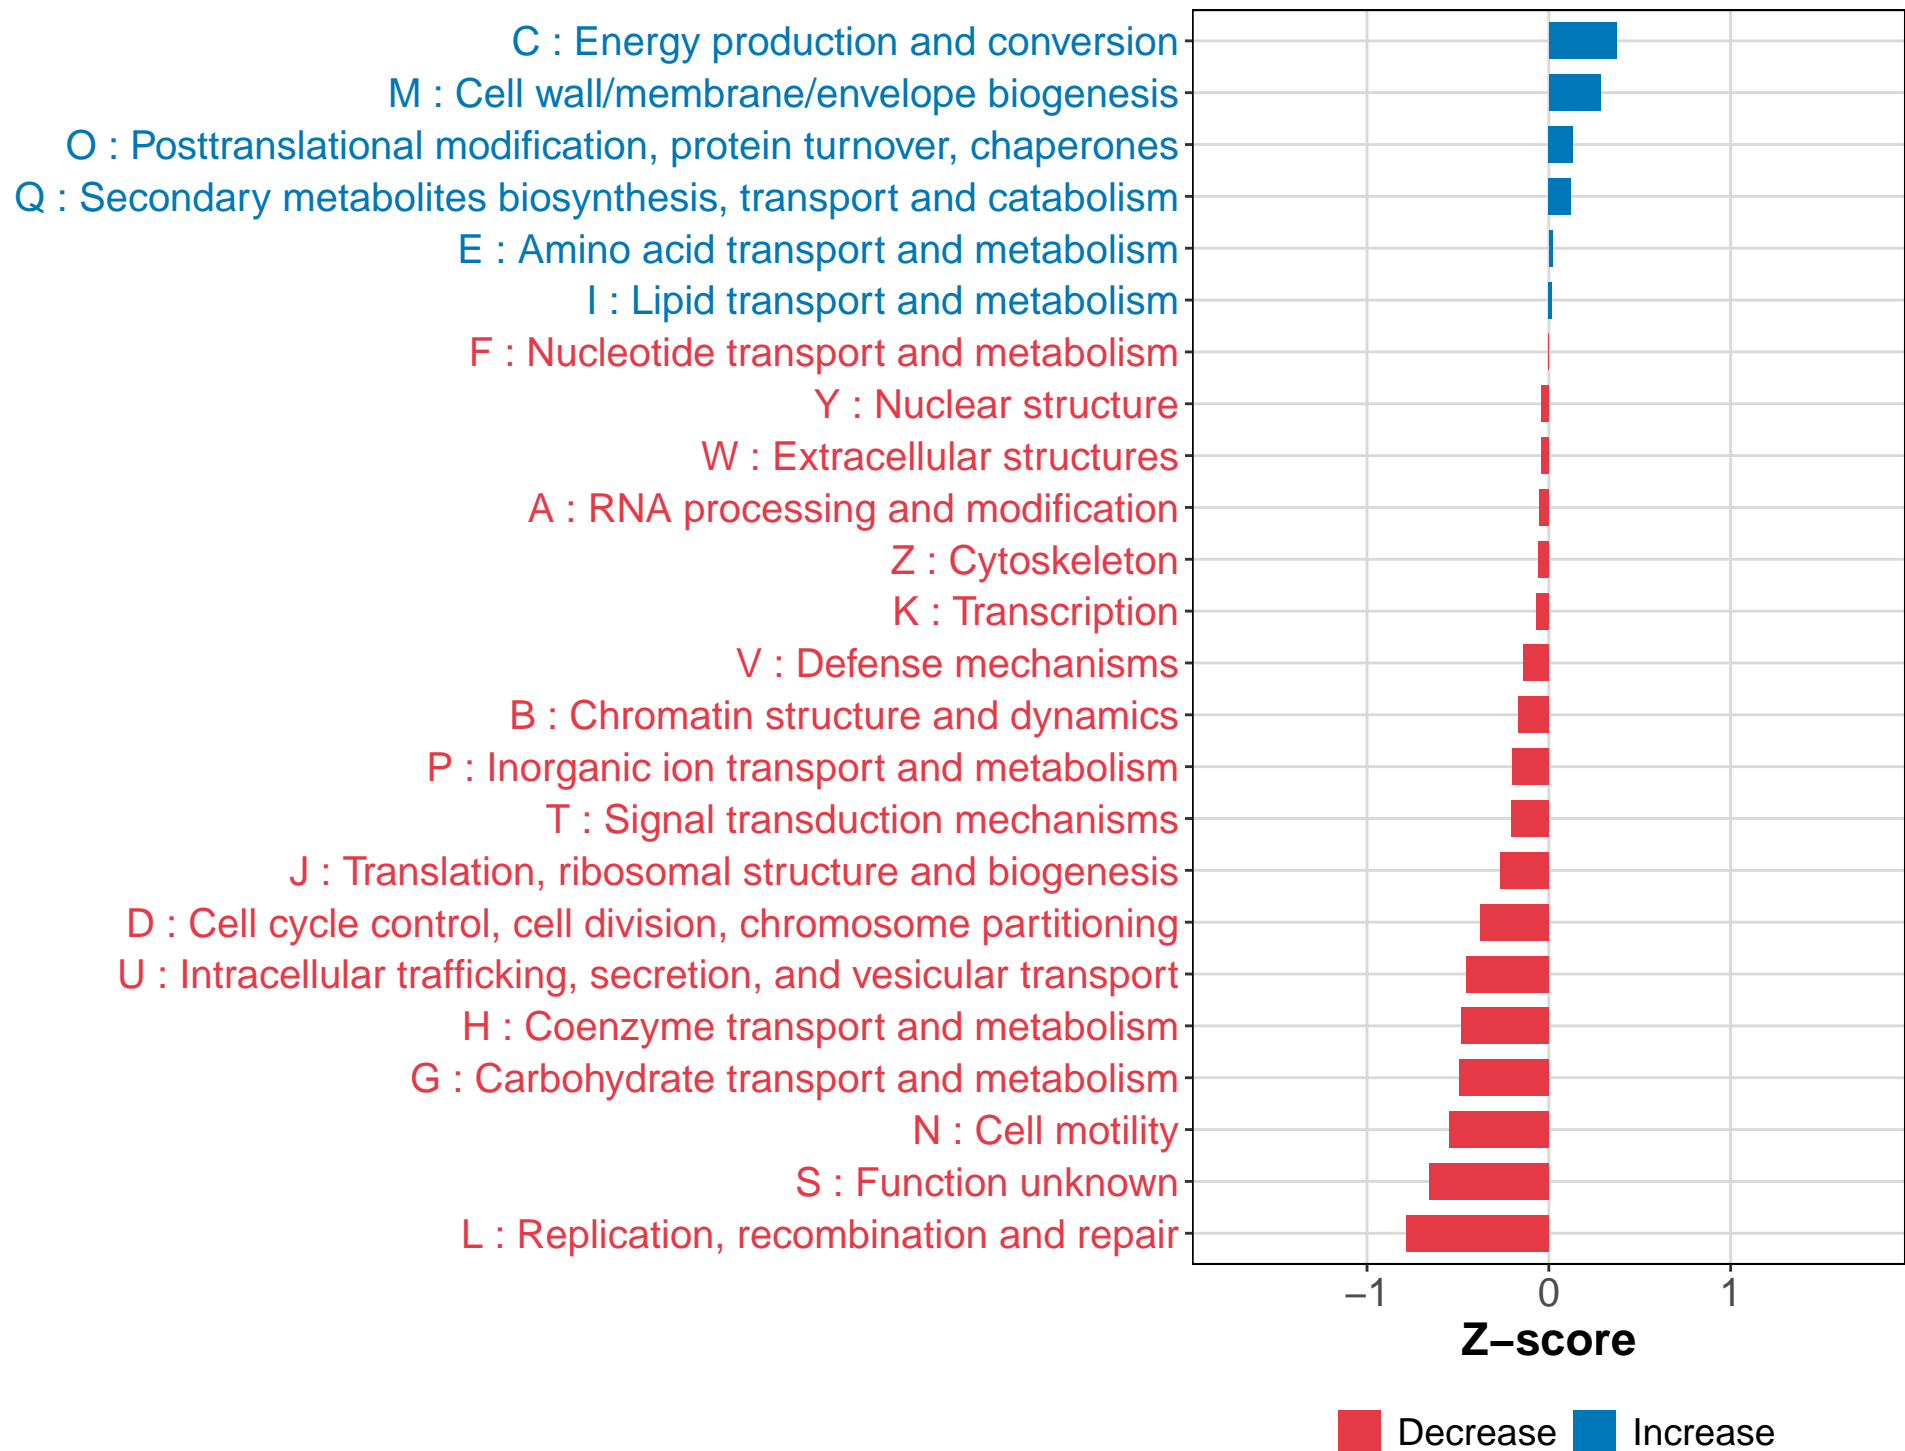 C : Energy production and conversion
M : Cell wall/membrane/envelope biogenesis
O : Posttranslational modification, protein turnover, chaperones
Q : Secondary metabolites biosynthesis, transport and catabolism
E : Amino acid transport and metabolism
I : Lipid transport and metabolism
F : Nucleotide transport and metabolism
Y : Nuclear structure
W : Extracellular structures
A : RNA processing and modification
Z : Cytoskeleton
K : Transcription
V : Defense mechanisms
B : Chromatin structure and dynamics
P : Inorganic ion transport and metabolism
T : Signal transduction mechanisms
J : Translation, ribosomal structure and biogenesis
D : Cell cycle control, cell division, chromosome partitioning
U : Intracellular trafficking, secretion, and vesicular transport
H : Coenzyme transport and metabolism
G : Carbohydrate transport and metabolism
N : Cell motility
S : Function unknown
L : Replication, recombination and repair
−1 0 1
Z−score
Decrease Increase